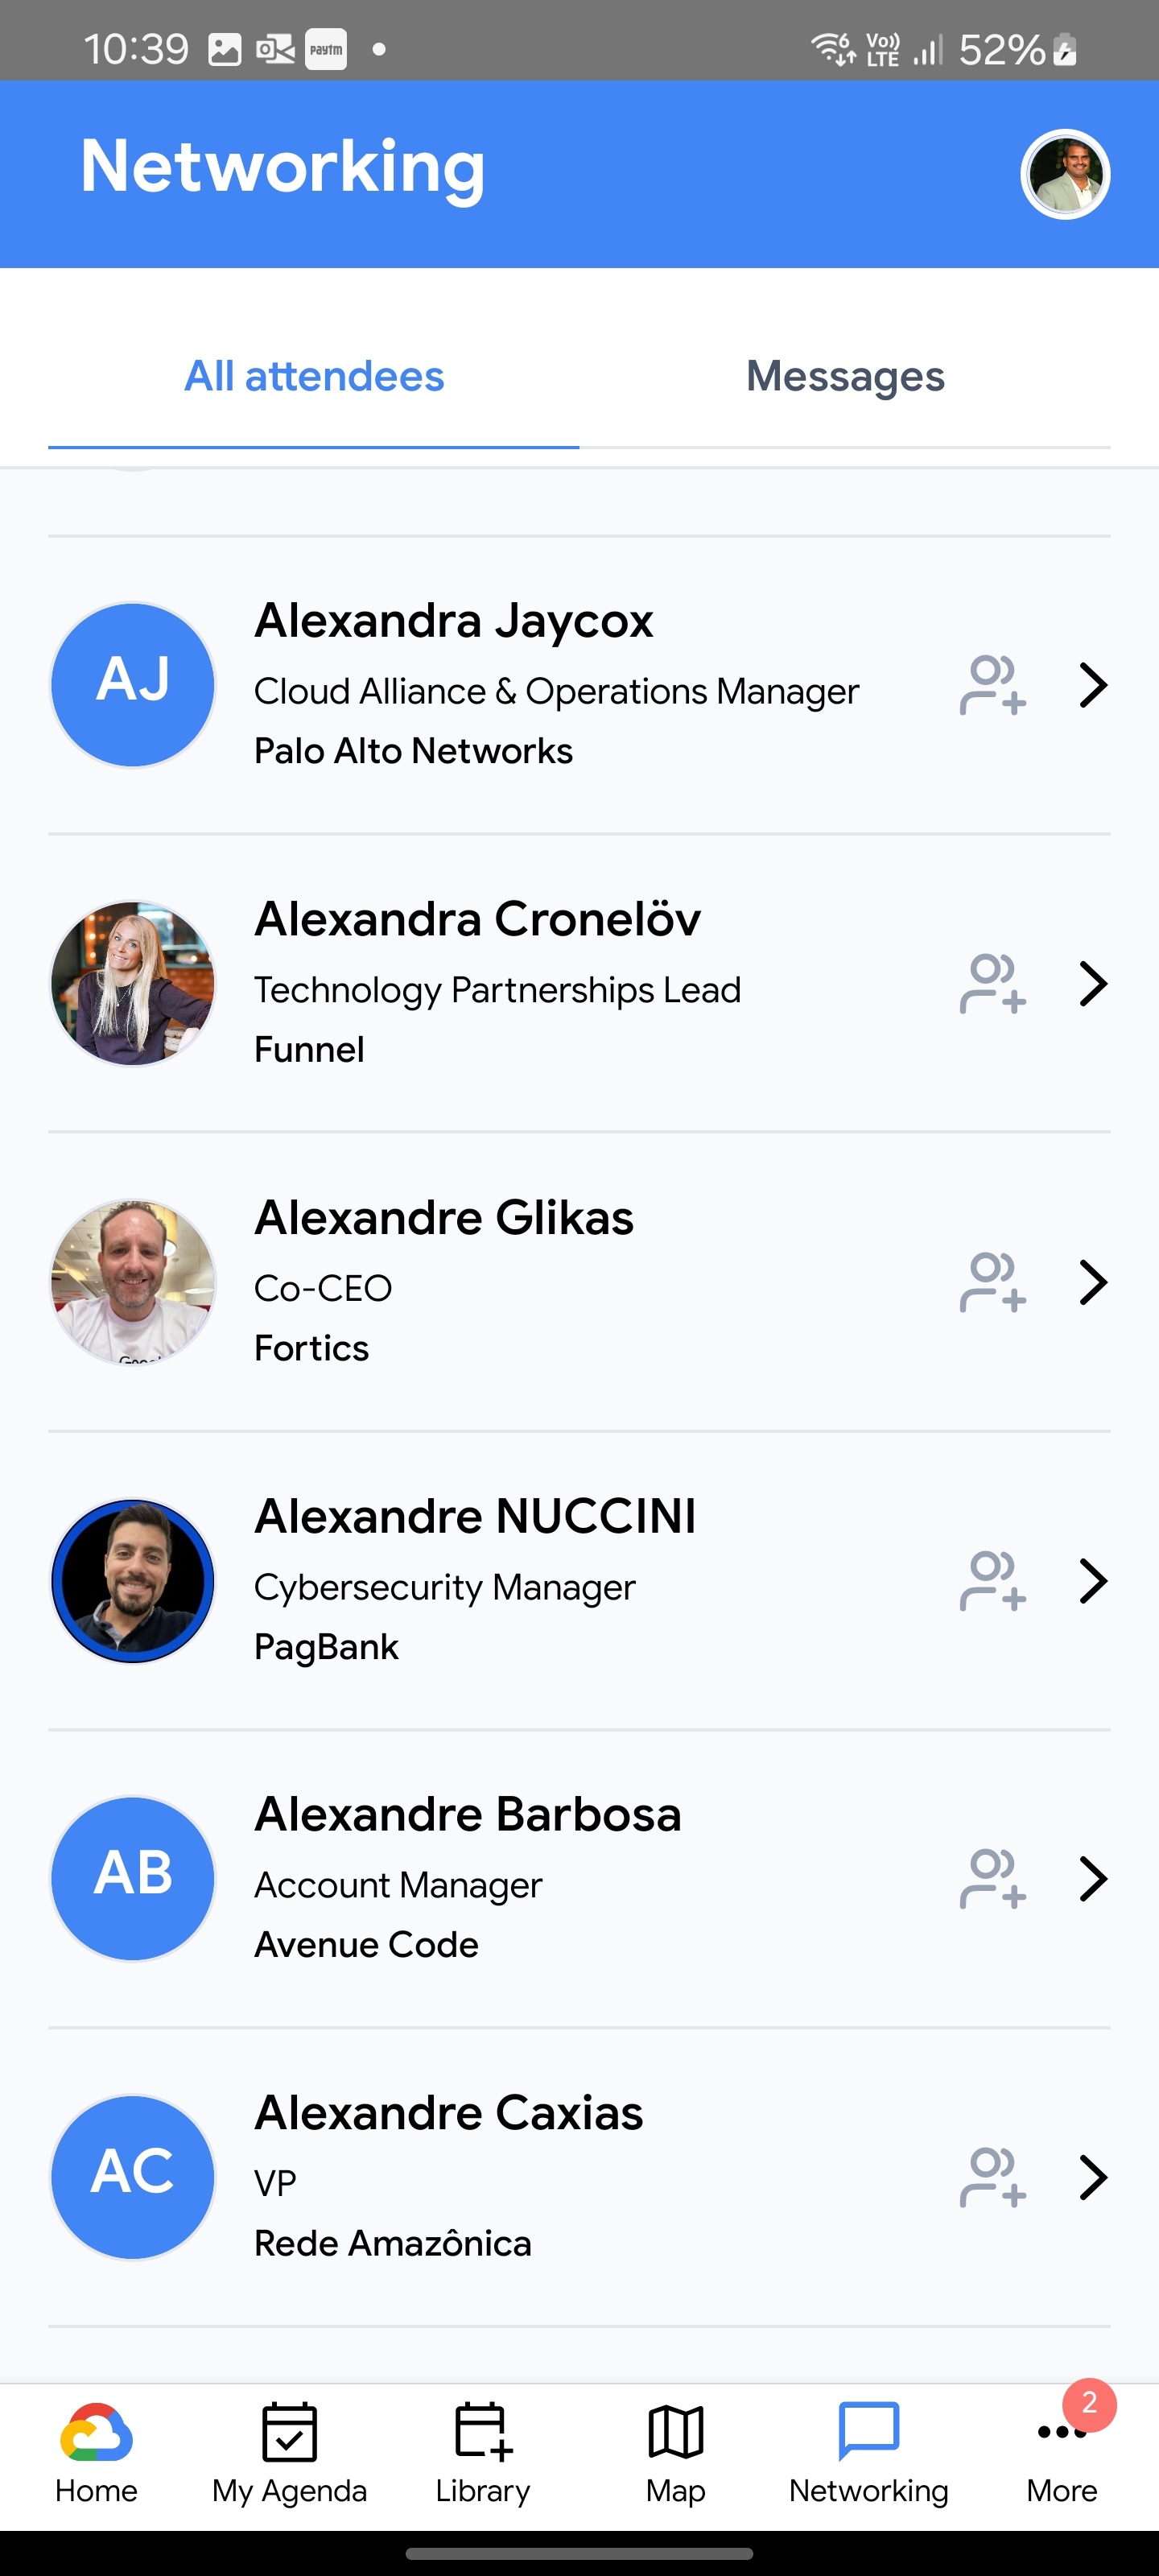 10:39
paytm
6
Vo))
LTE
52%
Networking
All attendees
Messages
AJ
Alexandra Jaycox
Cloud Alliance & Operations Manager
Palo Alto Networks
Alexandra Cronelöv
Technology Partnerships Lead
Funnel
Alexandre Glikas
Co-CEO
Fortics
Alexandre NUCCINI
Cybersecurity Manager
PagBank
AB
Alexandre Barbosa
Account Manager
Avenue Code
AC
Alexandre Caxias
VP
Rede Amazônica
2
Home
My Agenda
Library
Map
Networking
More